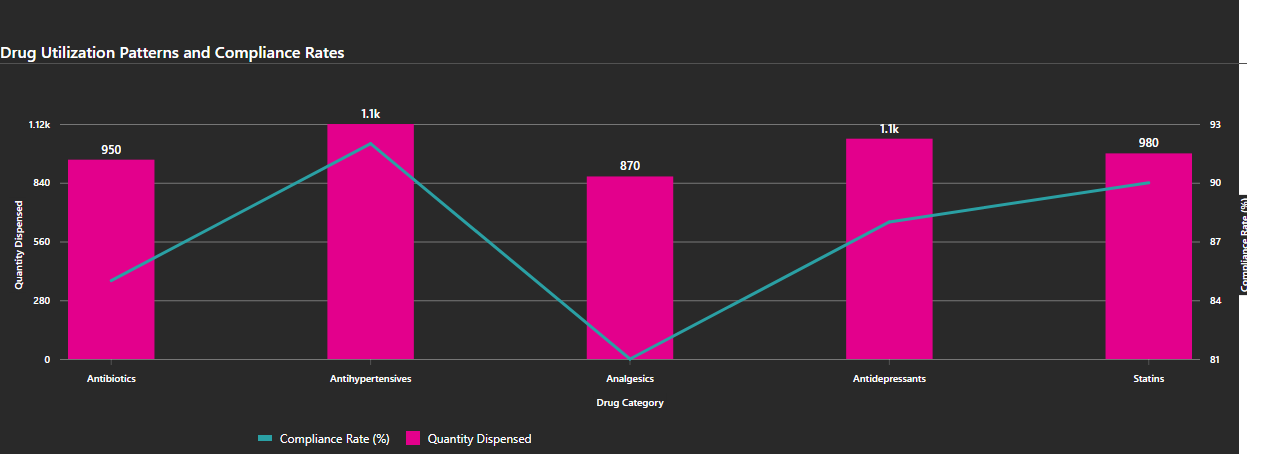 Drug Utilization Patterns and Compliance Rates
1.12k
840
560
280
0
Quantity Dispensed
950
1.1k
870
1.1k
980
93
90
87
84
81
Compliance Rate (%)
Antibiotics
Antihypertensives
Analgesics
Antidepressants
Statins
Drug Category
Compliance Rate (%)
Quantity Dispensed